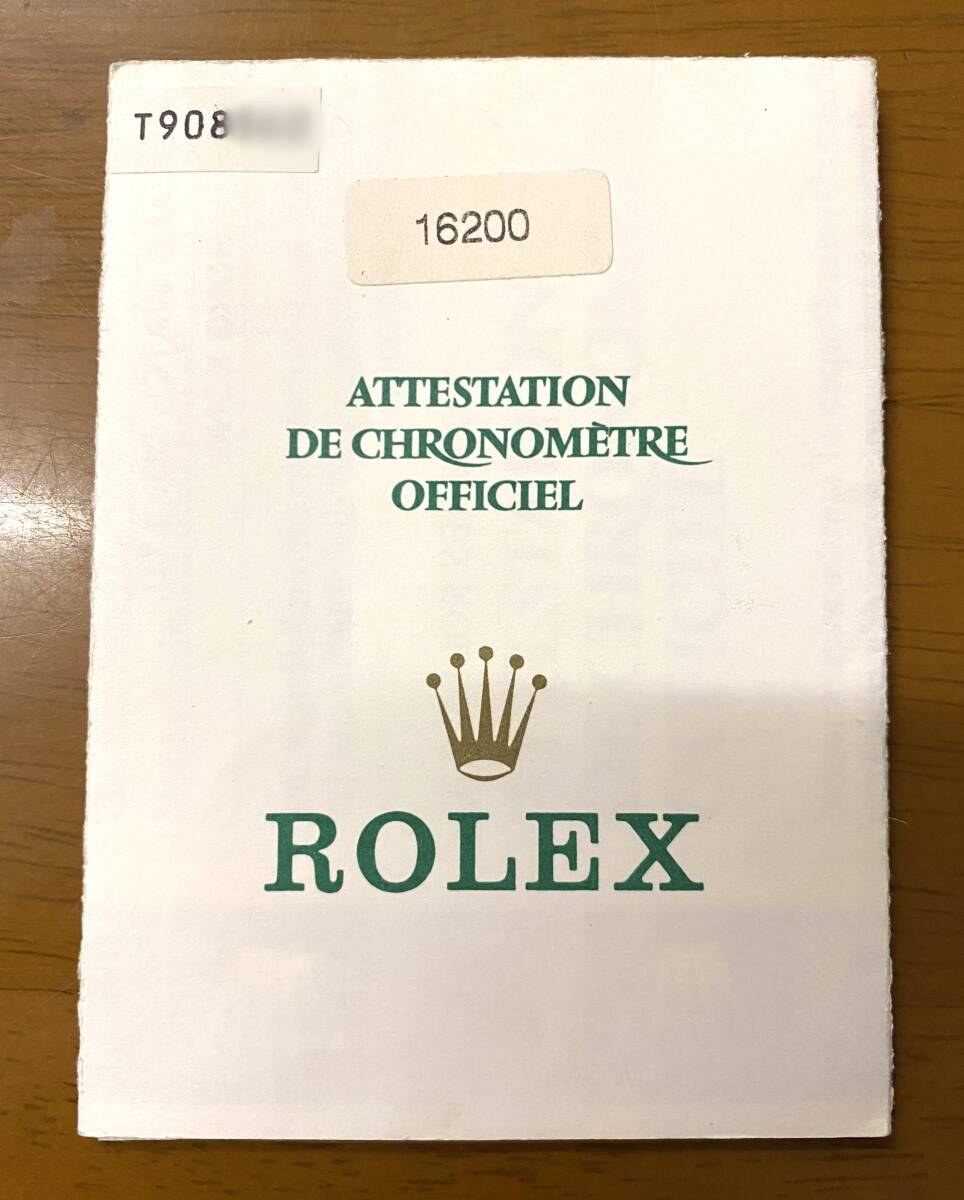 T908
16200
ATTESTATION
DE CHRONOMÈTRE
OFFICIEL
ROLEX